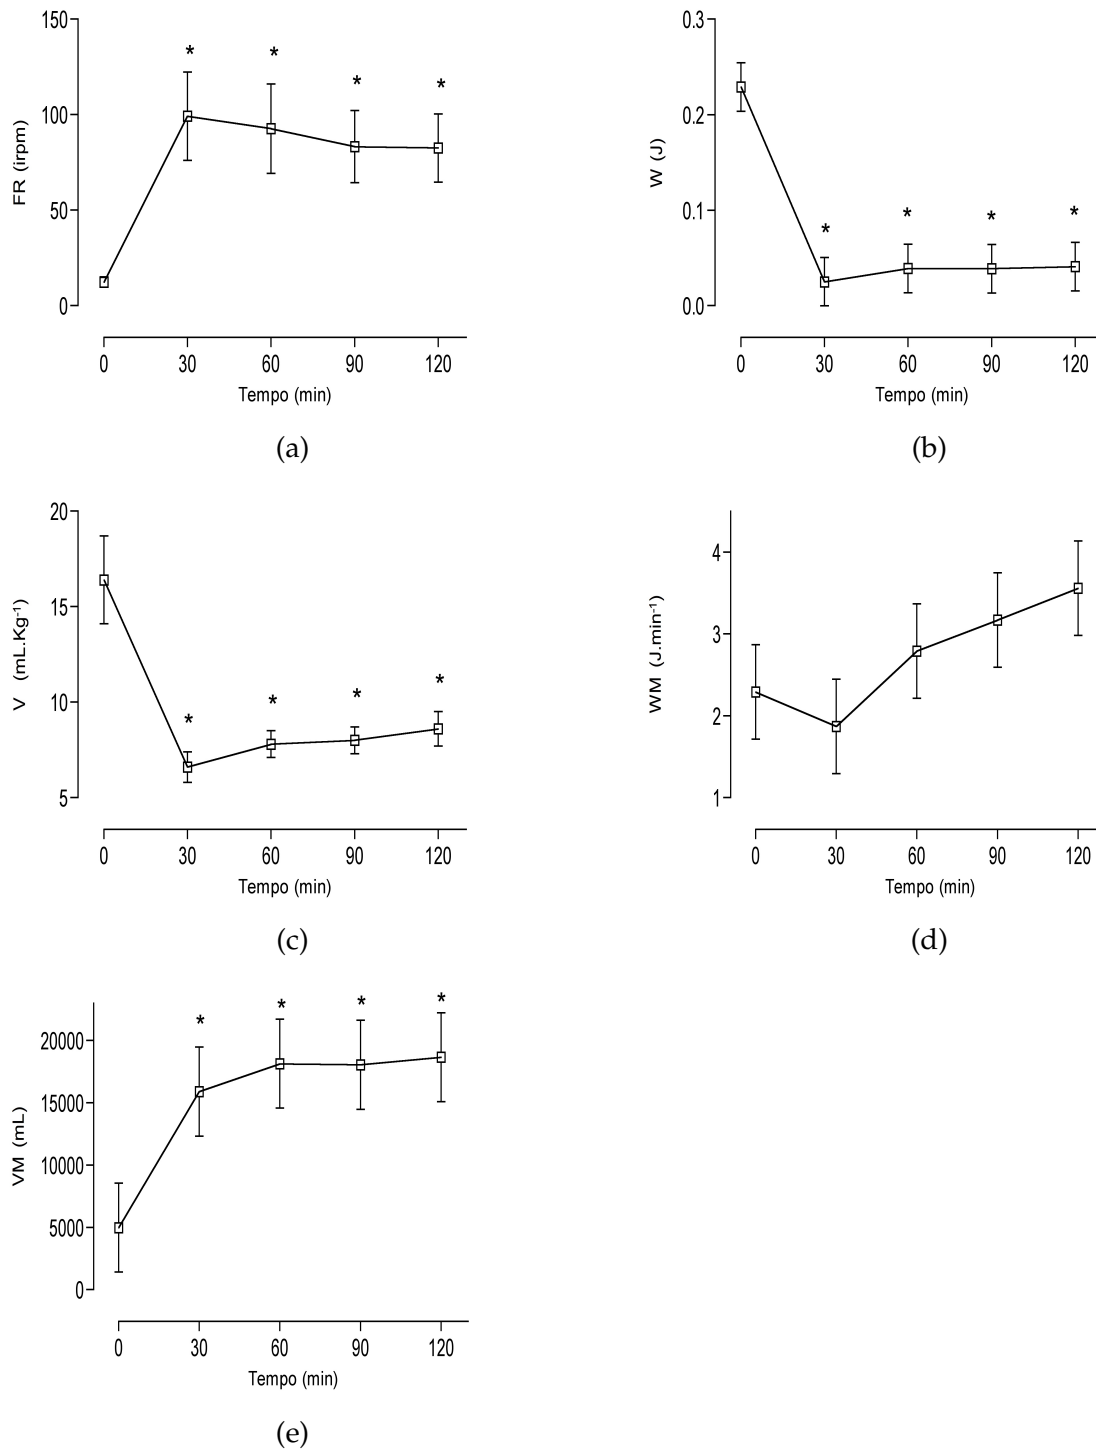 150
100
50
0
FR (irpm)
*
*
*
*
0 30 60 90 120
Tempo (min)
(a)
0.3
0.2
0.1
0.0
W (J)
*
*
*
*
0 30 60 90 120
Tempo (min)
(b)
20
15
10
5
V (mL.Kg⁻¹)
*
*
*
*
0 30 60 90 120
Tempo (min)
(c)
4
3
2
1
WM (J.min⁻¹)
0 30 60 90 120
Tempo (min)
(d)
20000
15000
10000
5000
0
VM (mL)
*
*
*
*
0 30 60 90 120
Tempo (min)
(e)